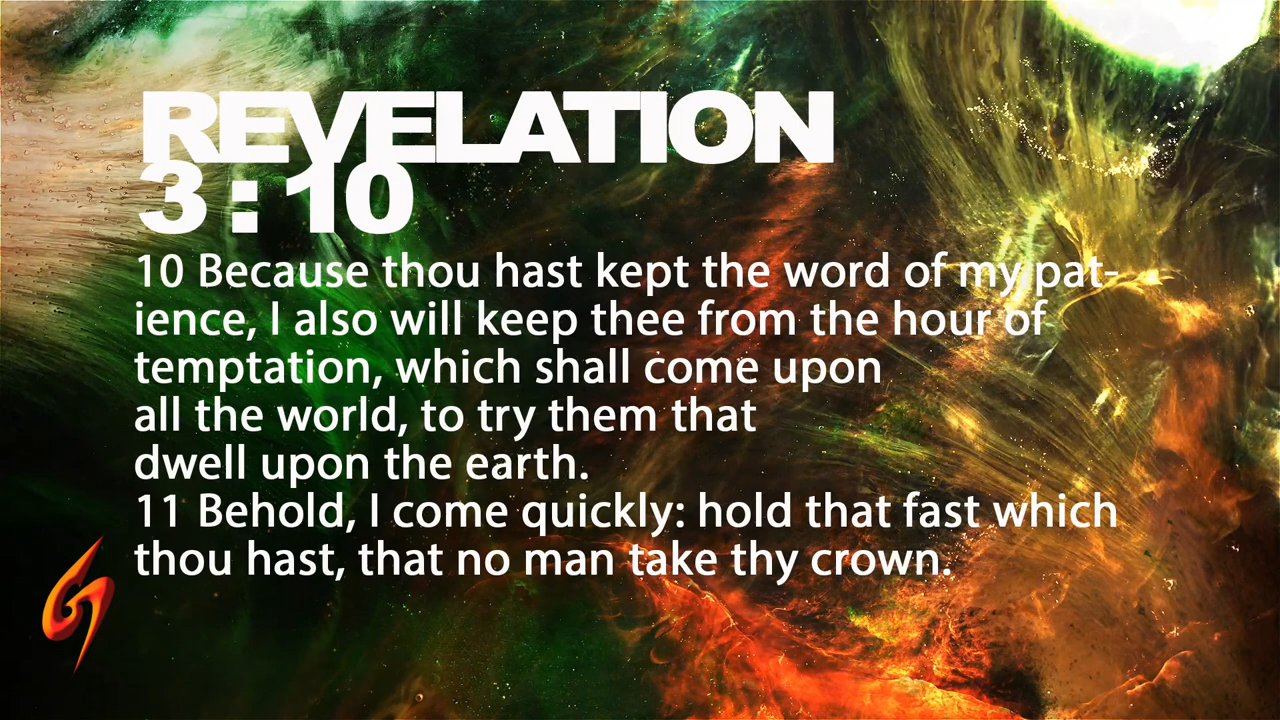 REVELATION
3 : 10
10 Because thou hast kept the word of my pat-
ience, I also will keep thee from the hour of
temptation, which shall come upon
all the world, to try them that
dwell upon the earth.
11 Behold, I come quickly: hold that fast which
thou hast, that no man take thy crown.